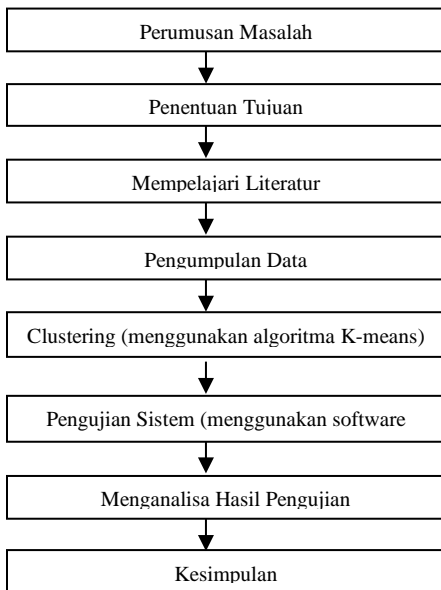 Perumusan Masalah
Penentuan Tujuan
Mempelajari Literatur
Pengumpulan Data
Clustering (menggunakan algoritma K-means)
Pengujian Sistem (menggunakan software
Menganalisa Hasil Pengujian
Kesimpulan